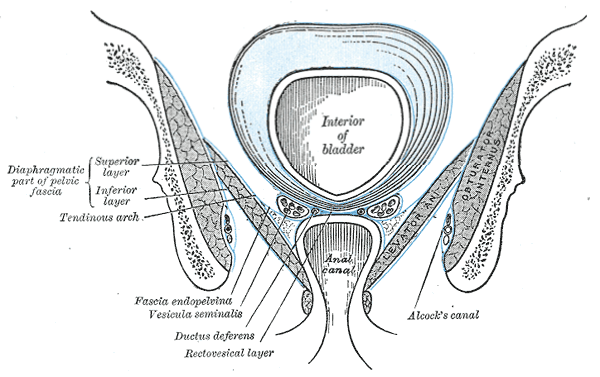 Interior
of
bladder
Diaphragmatic
part of pelvic
fascia
Superior
layer
Inferior
layer
Tendinous arch
LEVATOR ANI
OBTURATOR
INTERNUS
Anal
canal
Fascia endopelvina
Vesicula seminalis
Ductus deferens
Rectovesical layer
Alcock's canal